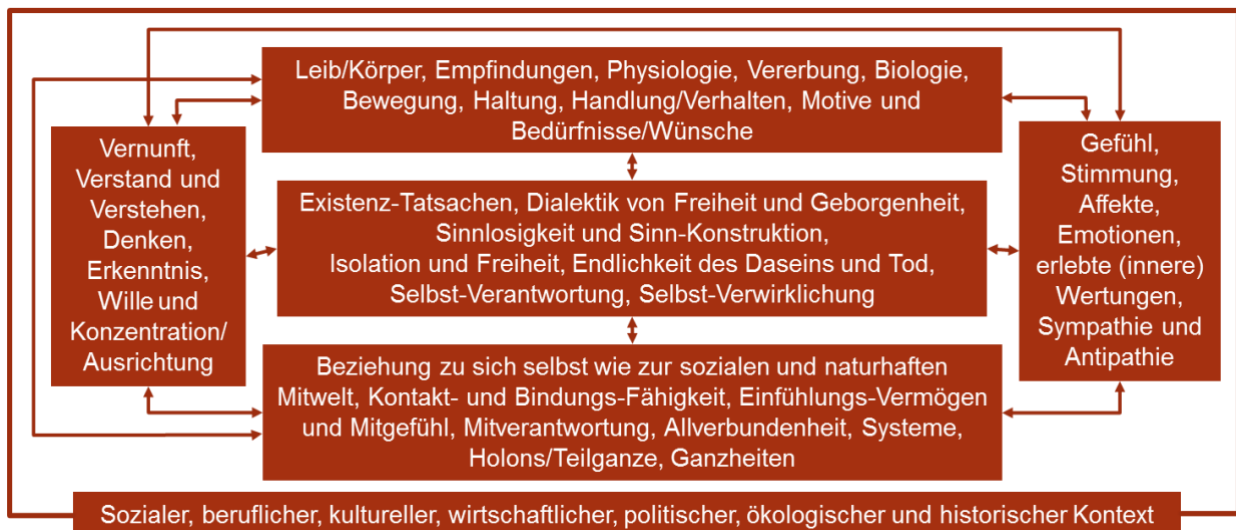 Leib/Körper, Empfindungen, Physiologie, Vererbung, Biologie,
Bewegung, Haltung, Handlung/Verhalten, Motive und
Bedürfnisse/Wünsche
Vernunft,
Verstand und
Verstehen,
Denken,
Erkenntnis,
Wille und
Konzentration/
Ausrichtung
Existenz-Tatsachen, Dialektik von Freiheit und Geborgenheit,
Sinnlosigkeit und Sinn-Konstruktion,
Isolation und Freiheit, Endlichkeit des Daseins und Tod,
Selbst-Verantwortung, Selbst-Verwirklichung
Gefühl,
Stimmung,
Affekte,
Emotionen,
erlebte (innere)
Wertungen,
Sympathie und
Antipathie
Beziehung zu sich selbst wie zur sozialen und naturhaften
Mitwelt, Kontakt- und Bindungs-Fähigkeit, Einfühlungs-Vermögen
und Mitgefühl, Mitverantwortung, Allverbundenheit, Systeme,
Holons/Teilganze, Ganzheiten
Sozialer, beruflicher, kultureller, wirtschaftlicher, politischer, ökologischer und historischer Kontext